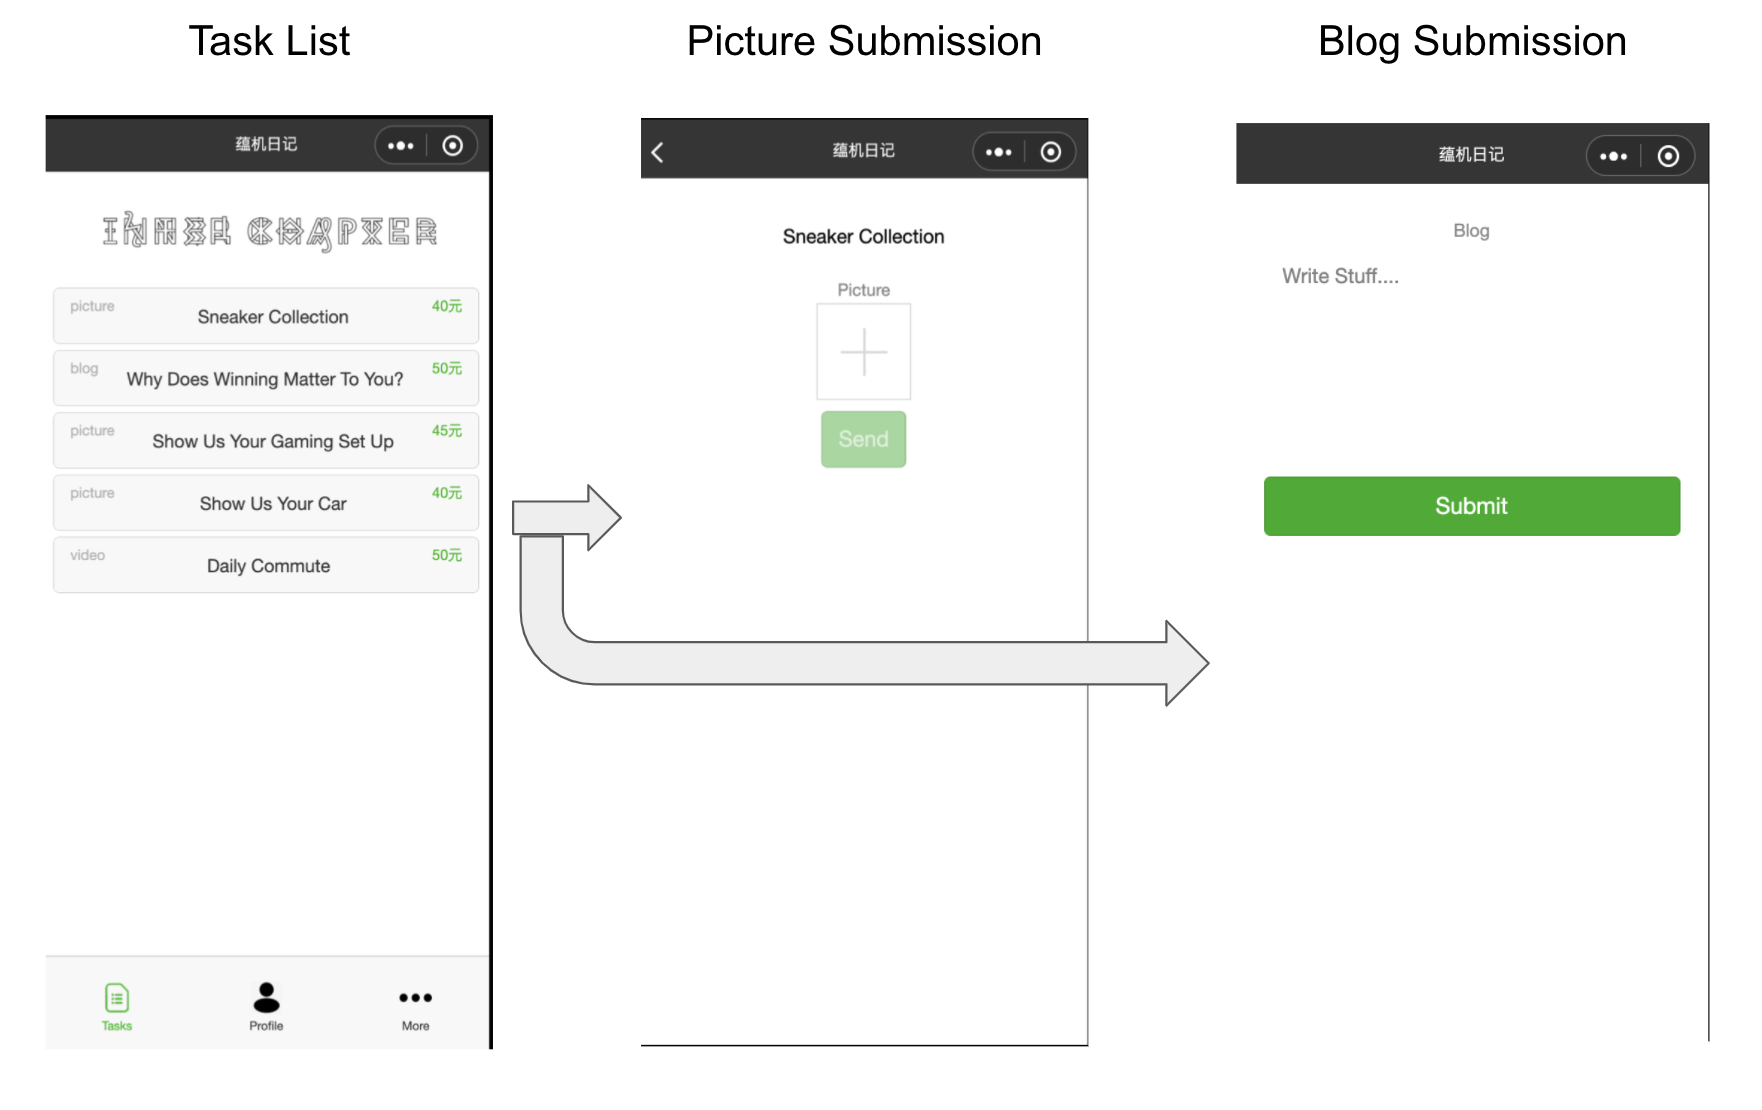 Task List
Picture Submission
Blog Submission
蕴机日记
INNER CHAPTER
picture
Sneaker Collection
40元
blog
Why Does Winning Matter To You?
50元
picture
Show Us Your Gaming Set Up
45元
picture
Show Us Your Car
40元
video
Daily Commute
50元
Tasks
Profile
More
蕴机日记
Sneaker Collection
Picture
Send
蕴机日记
Blog
Write Stuff....
Submit